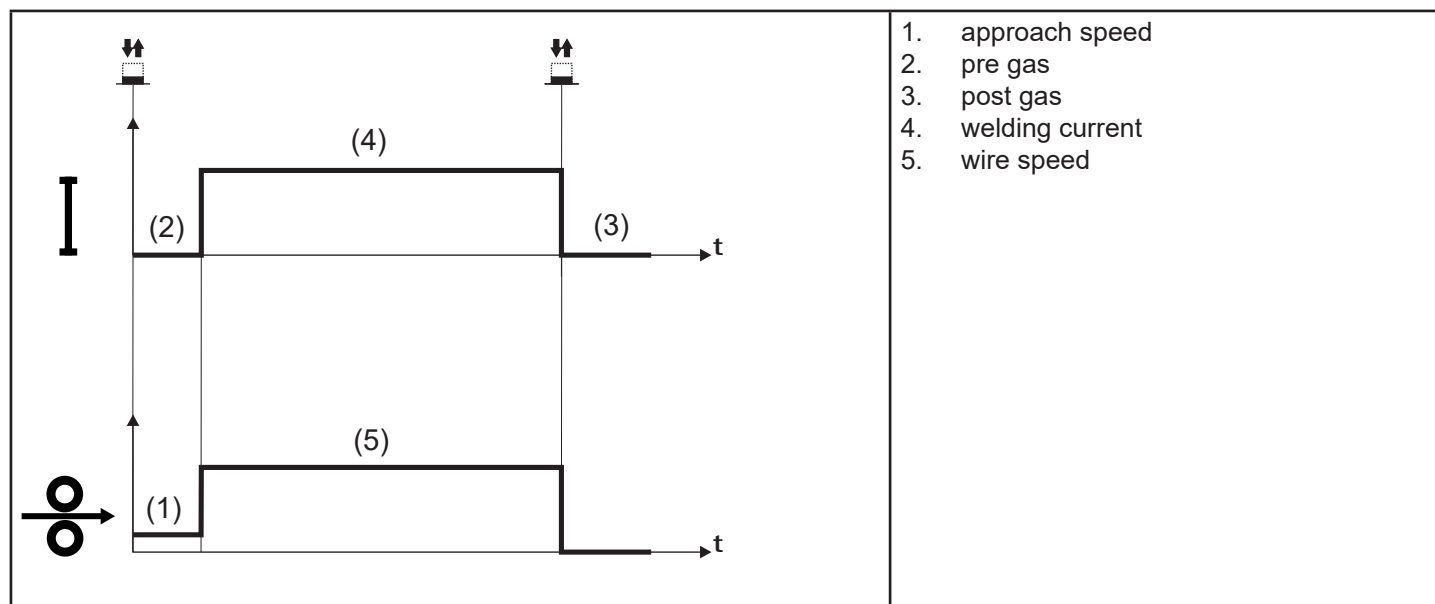 (4)
(2)
(3)
t
(5)
(1)
t
1. approach speed
2. pre gas
3. post gas
4. welding current
5. wire speed